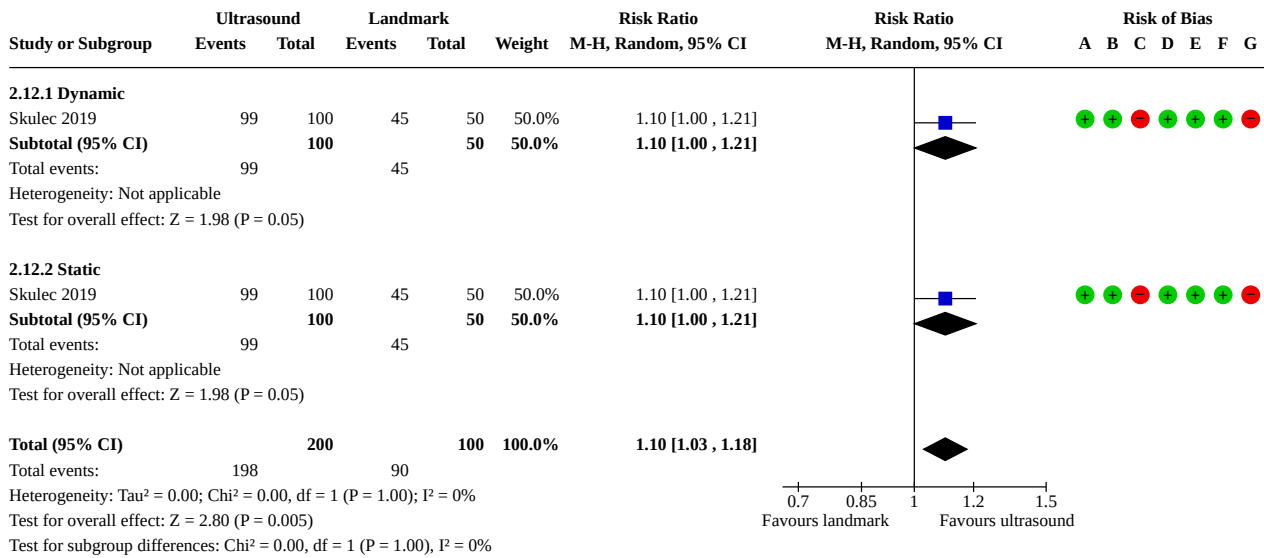 Ultrasound Landmark Risk Ratio Risk Ratio Risk of Bias
Study or Subgroup Events Total Events Total Weight M-H, Random, 95% CI M-H, Random, 95% CI A B C D E F G
2.12.1 Dynamic
Skulec 2019 99 100 45 50 50.0% 1.10 [1.00 , 1.21] + + − + + + −
Subtotal (95% CI) 100 50 50.0% 1.10 [1.00 , 1.21]
Total events: 99 45
Heterogeneity: Not applicable
Test for overall effect: Z = 1.98 (P = 0.05)
2.12.2 Static
Skulec 2019 99 100 45 50 50.0% 1.10 [1.00 , 1.21] + + − + + + −
Subtotal (95% CI) 100 50 50.0% 1.10 [1.00 , 1.21]
Total events: 99 45
Heterogeneity: Not applicable
Test for overall effect: Z = 1.98 (P = 0.05)
Total (95% CI) 200 100 100.0% 1.10 [1.03 , 1.18]
Total events: 198 90
Heterogeneity: Tau² = 0.00; Chi² = 0.00, df = 1 (P = 1.00); I² = 0%
0.7 0.85 1 1.2 1.5
Test for overall effect: Z = 2.80 (P = 0.005)
Favours landmark Favours ultrasound
Test for subgroup differences: Chi² = 0.00, df = 1 (P = 1.00), I² = 0%